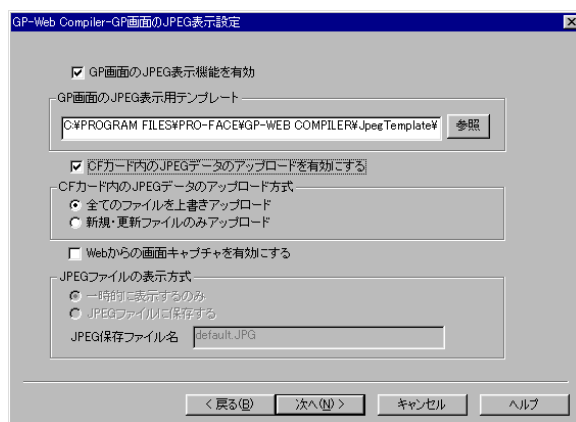 GP-Web Compiler-GP画面のJPEG表示設定
GP画面のJPEG表示機能を有効
GP画面のJPEG表示用テンプレート
C:¥PROGRAM FILES¥PRO-FACE¥GP-WEB COMPILER¥JpegTemplate¥
参照
CFカード内のJPEGデータのアップロードを有効にする
CFカード内のJPEGデータのアップロード方式
全てのファイルを上書きアップロード
新規・更新ファイルのみアップロード
Webからの画面キャプチャを有効にする
JPEGファイルの表示方式
一時的に表示するのみ
JPEGファイルに保存する
JPEG保存ファイル名 default.JPG
< 戻る(B) 次へ(N) > キャンセル ヘルプ